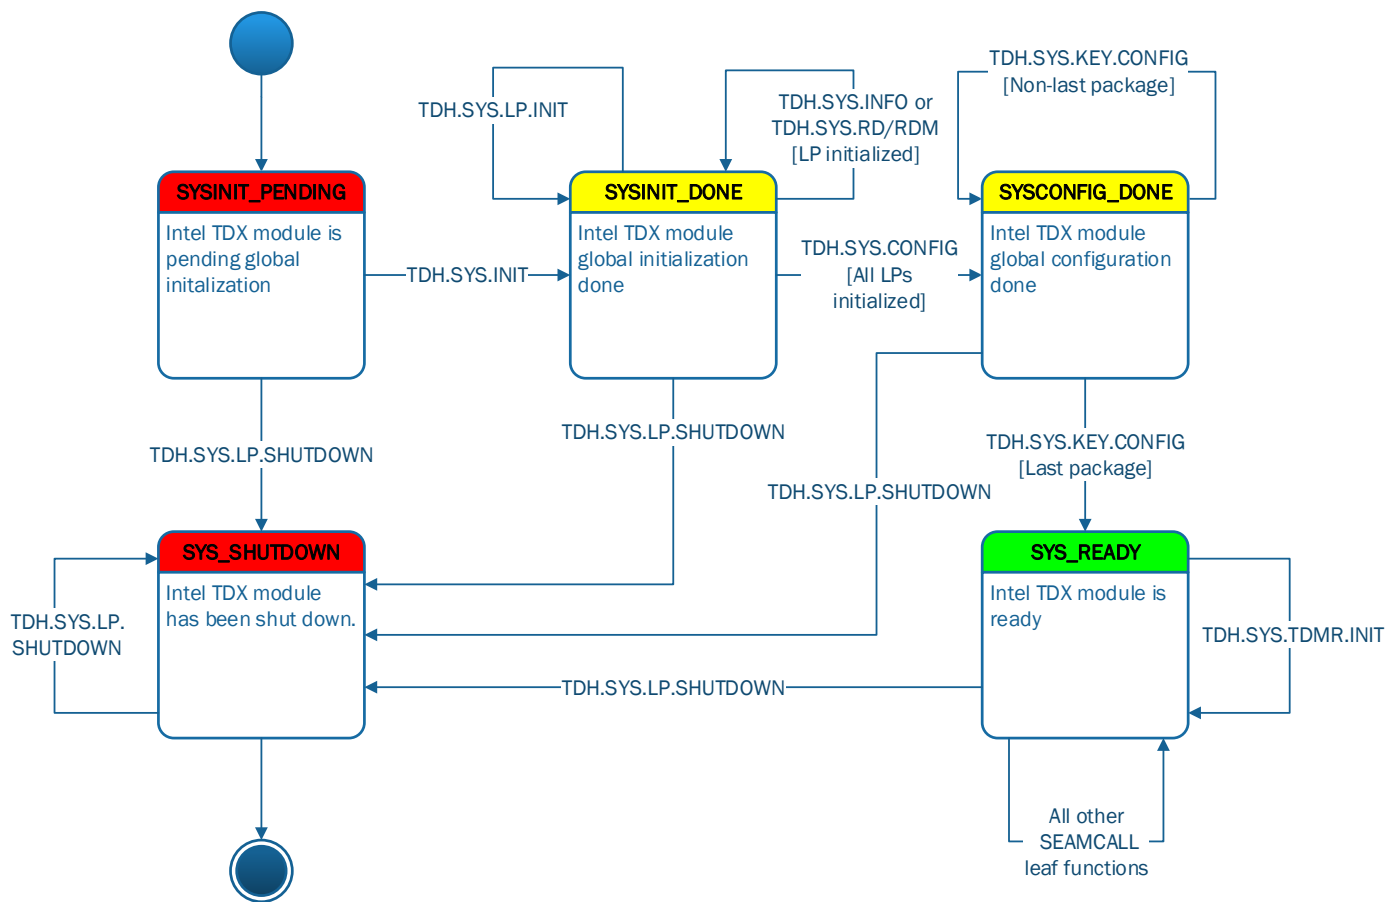 TDH.SYS.LP.INIT
TDH.SYS.INFO or
TDH.SYS.RD/RDM
[LP initialized]
TDH.SYS.KEY.CONFIG
[Non-last package]
SYSINIT_PENDING
Intel TDX module is
pending global
initalization
TDH.SYS.INIT
SYSINIT_DONE
Intel TDX module
global initialization
done
TDH.SYS.CONFIG
[All LPs
initialized]
SYSCONFIG_DONE
Intel TDX module
global configuration
done
TDH.SYS.LP.SHUTDOWN
TDH.SYS.LP.SHUTDOWN
TDH.SYS.LP.SHUTDOWN
TDH.SYS.KEY.CONFIG
[Last package]
SYS_SHUTDOWN
Intel TDX module
has been shut down.
TDH.SYS.LP.
SHUTDOWN
TDH.SYS.LP.SHUTDOWN
SYS_READY
Intel TDX module is
ready
TDH.SYS.TDMR.INIT
All other
SEAMCALL
leaf functions